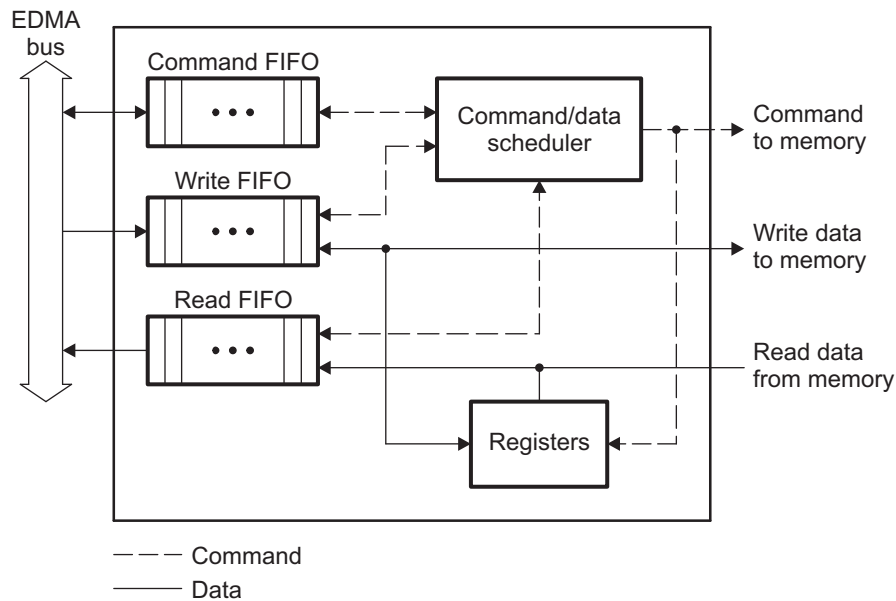 EDMA
bus
Command FIFO
Command/data
scheduler
Command
to memory
Write FIFO
Write data
to memory
Read FIFO
Read data
from memory
Registers
Command
Data